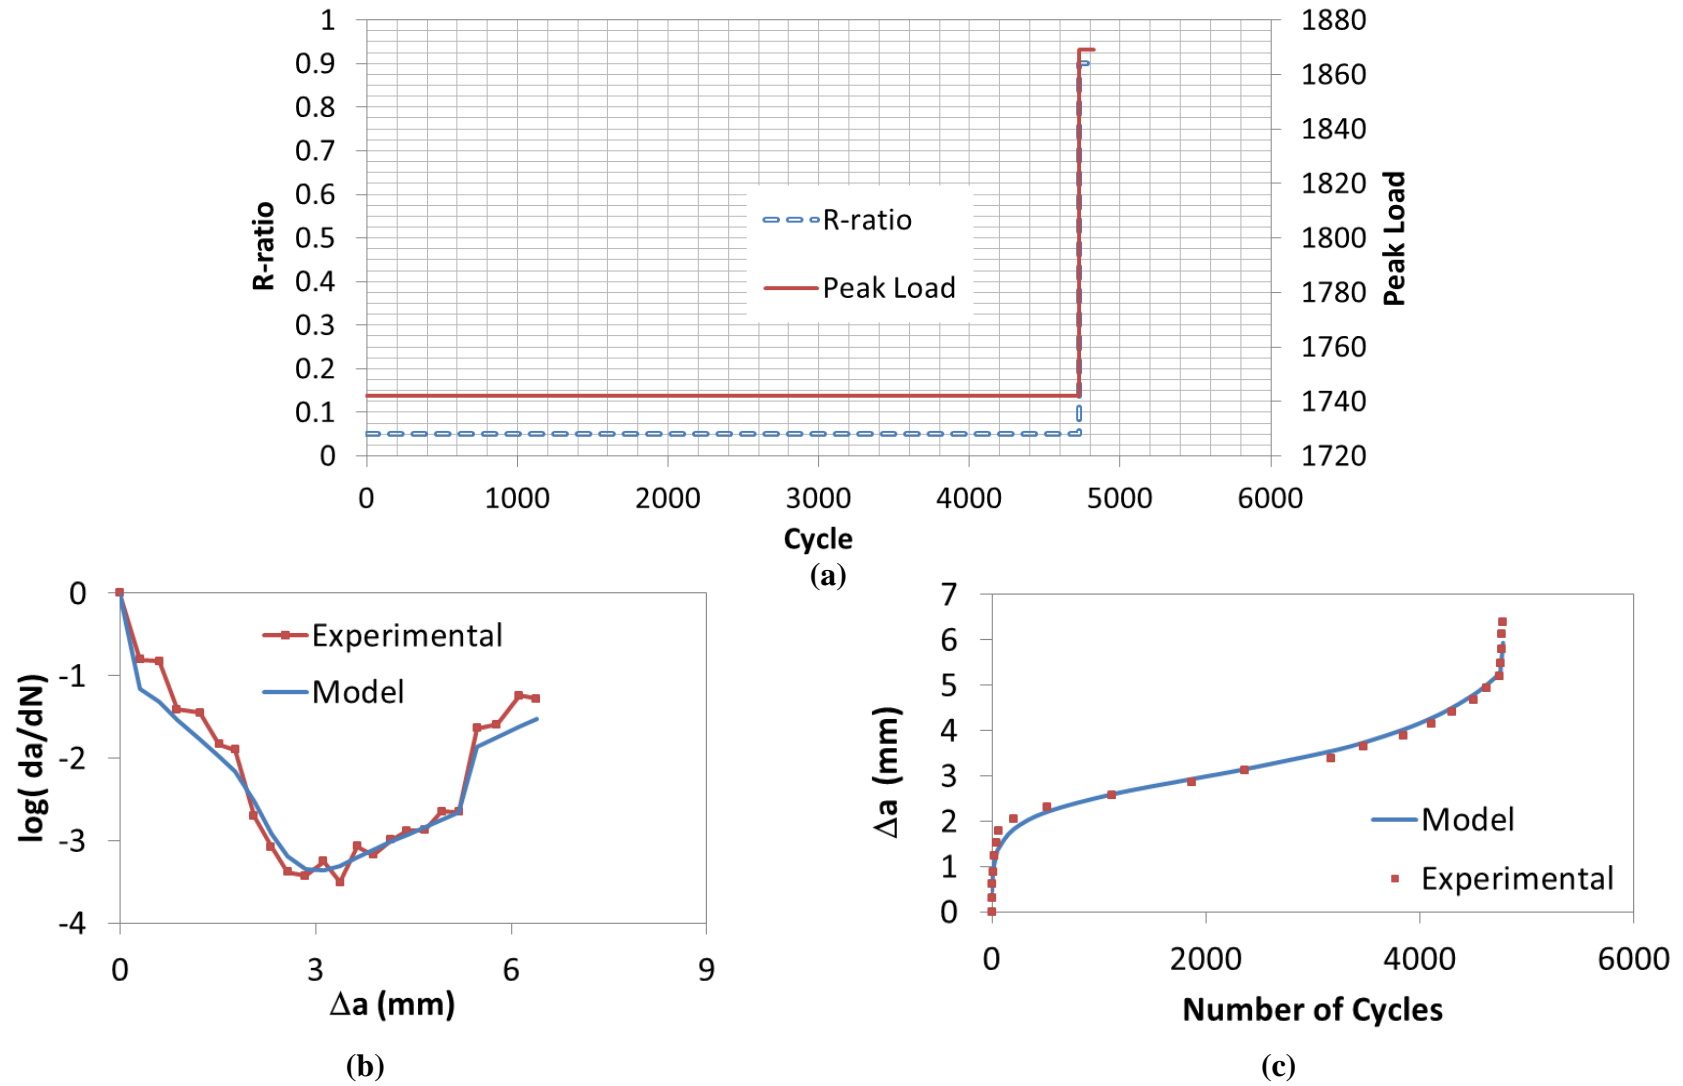 1
0.9
0.8
0.7
0.6
0.5
0.4
0.3
0.2
0.1
0
R-ratio
1880
1860
1840
1820
1800
1780
1760
1740
1720
Peak Load
R-ratio
Peak Load
0 1000 2000 3000 4000 5000 6000
Cycle
(a)
0
-1
-2
-3
-4
log( da/dN)
Experimental
Model
0 3 6 9
Δa (mm)
(b)
7
6
5
4
3
2
1
0
Δa (mm)
Model
Experimental
0 2000 4000 6000
Number of Cycles
(c)